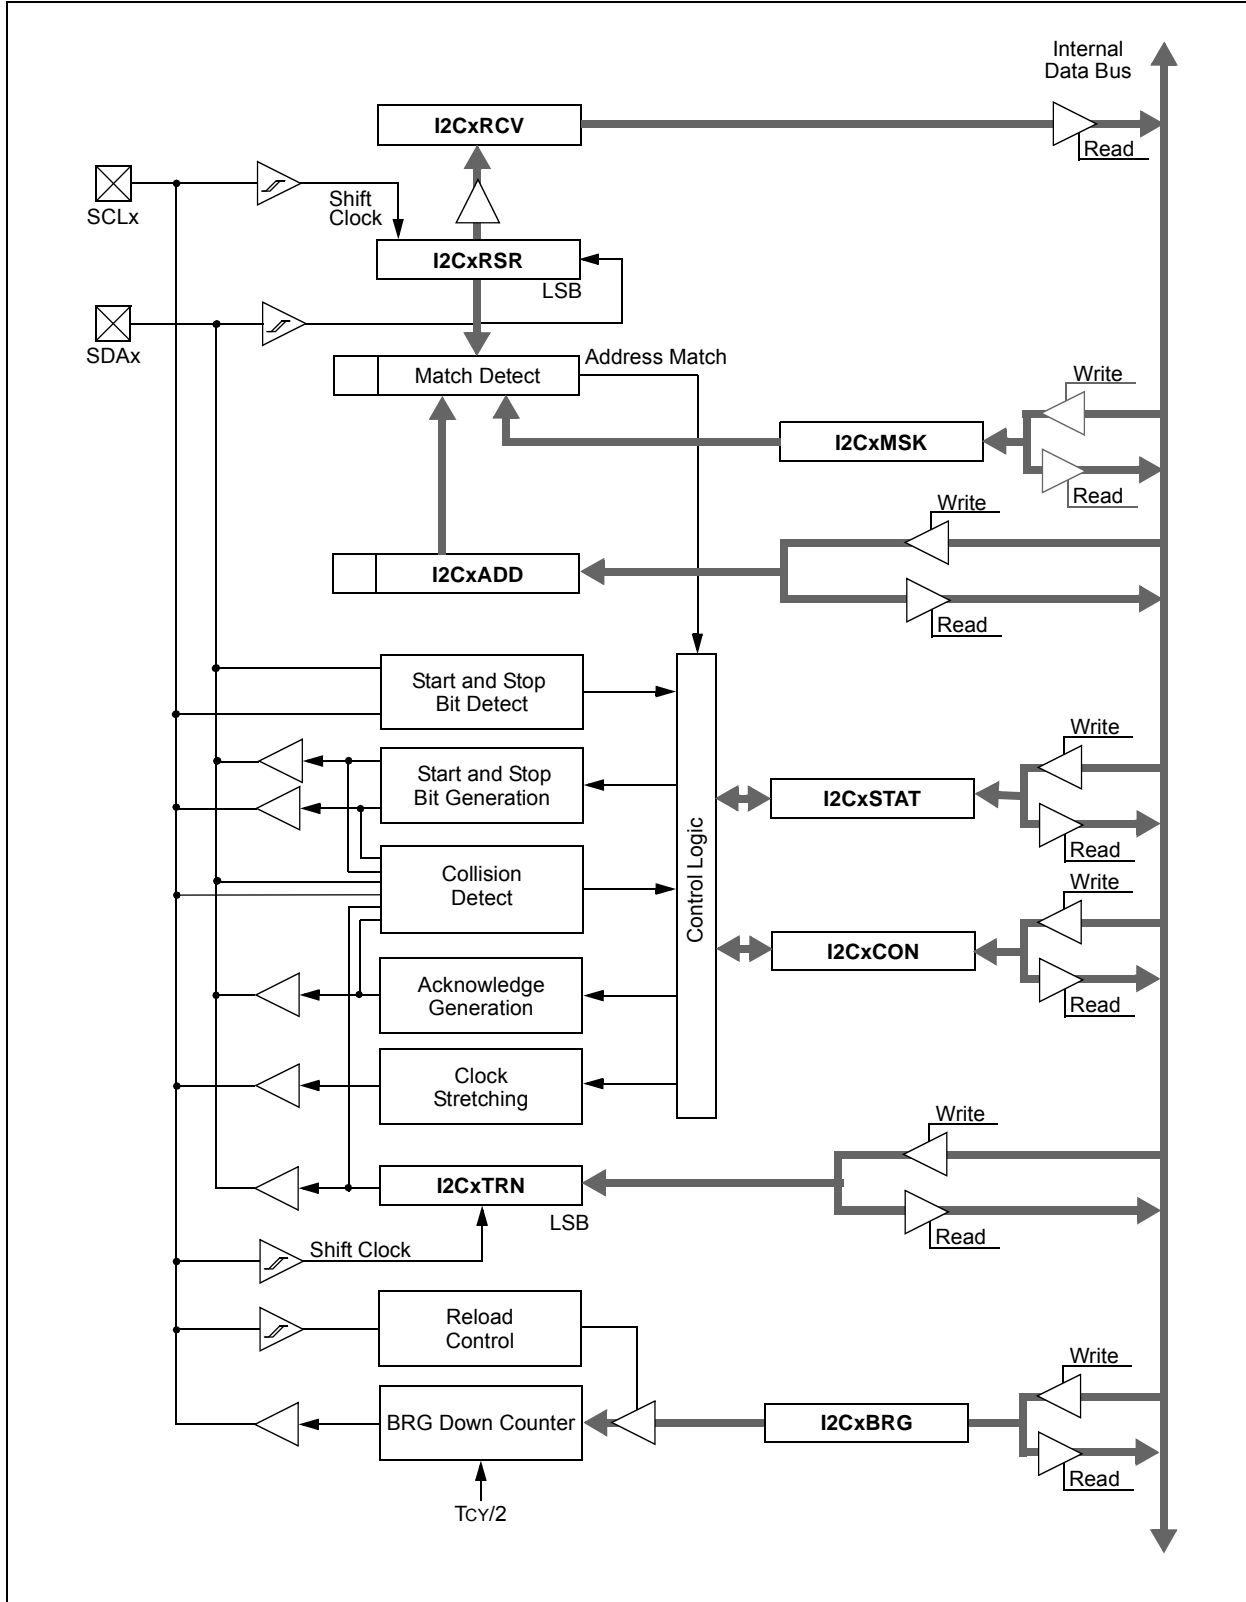 Internal
Data Bus
I2CxRCV
Read
SCLx
Shift
Clock
I2CxRSR
LSB
SDAx
Address Match
Match Detect
Write
I2CxMSK
Read
Write
I2CxADD
Read
Start and Stop
Bit Detect
Write
Start and Stop
Bit Generation
I2CxSTAT
Read
Control Logic
Collision
Detect
Write
I2CxCON
Read
Acknowledge
Generation
Clock
Stretching
Write
I2CxTRN
LSB
Read
Shift Clock
Reload
Control
Write
BRG Down Counter
I2CxBRG
Read
TCY/2